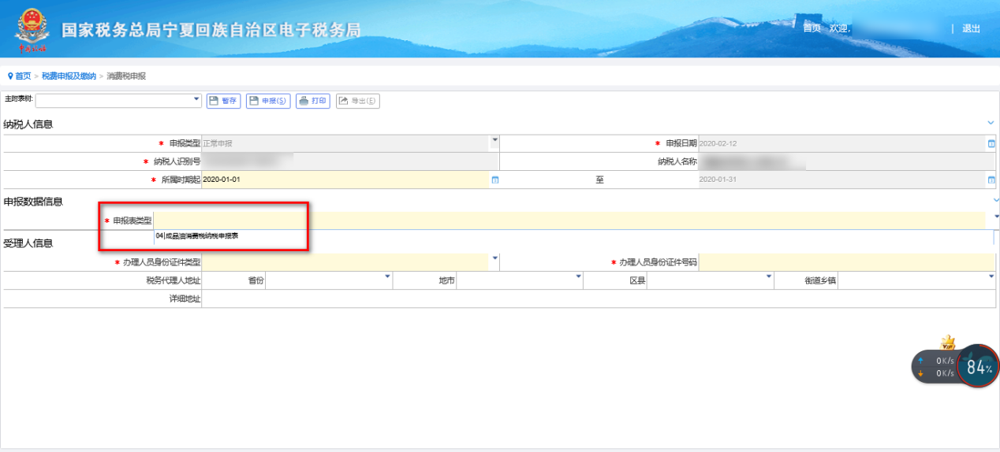 国家税务总局宁夏回族自治区电子税务局
首页 欢迎, | 退出
首页 > 税费申报及缴纳 > 消费税申报
主附表树: 暂存 申报(S) 打印 导出(E)
纳税人信息
* 申报类型 正常申报 * 申报日期 2020-02-12
* 纳税人识别号 纳税人名称
* 所属时期起 2020-01-01 至 2020-01-31
申报数据信息
* 申报表类型
04|成品油消费税纳税申报表
受理人信息
* 办理人员身份证件类型 * 办理人员身份证件号码
税务代理人地址 省份 地市 区县 街道乡镇
详细地址
VIP
0K/s
0K/s
84%